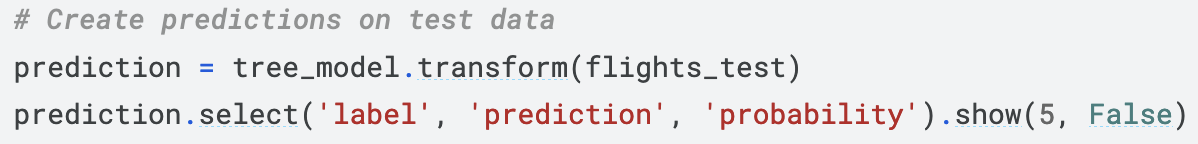 # Create predictions on test data
prediction = tree_model.transform(flights_test)
prediction.select('label', 'prediction', 'probability').show(5, False)